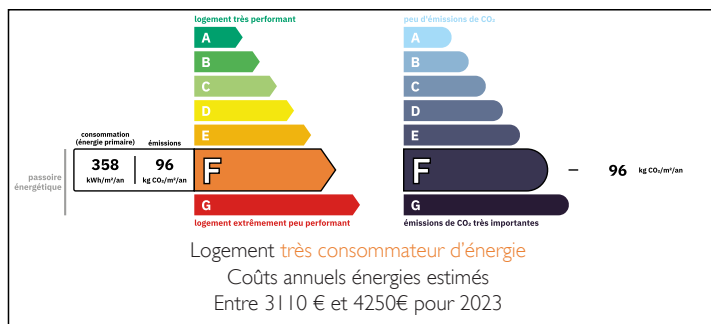 logement très performant
A
B
C
D
E
consommation
(énergie primaire)
émissions
358
kWh/m²/an
96
kg CO₂/m²/an
F
passoire
énergétique
G
logement extrêmement peu performant
peu d'émissions de CO₂
A
B
C
D
E
F
96 kg CO₂/m²/an
G
émissions de CO₂ très importantes
Logement très consommateur d'énergie
Coûts annuels énergies estimés
Entre 3110 € et 4250€ pour 2023